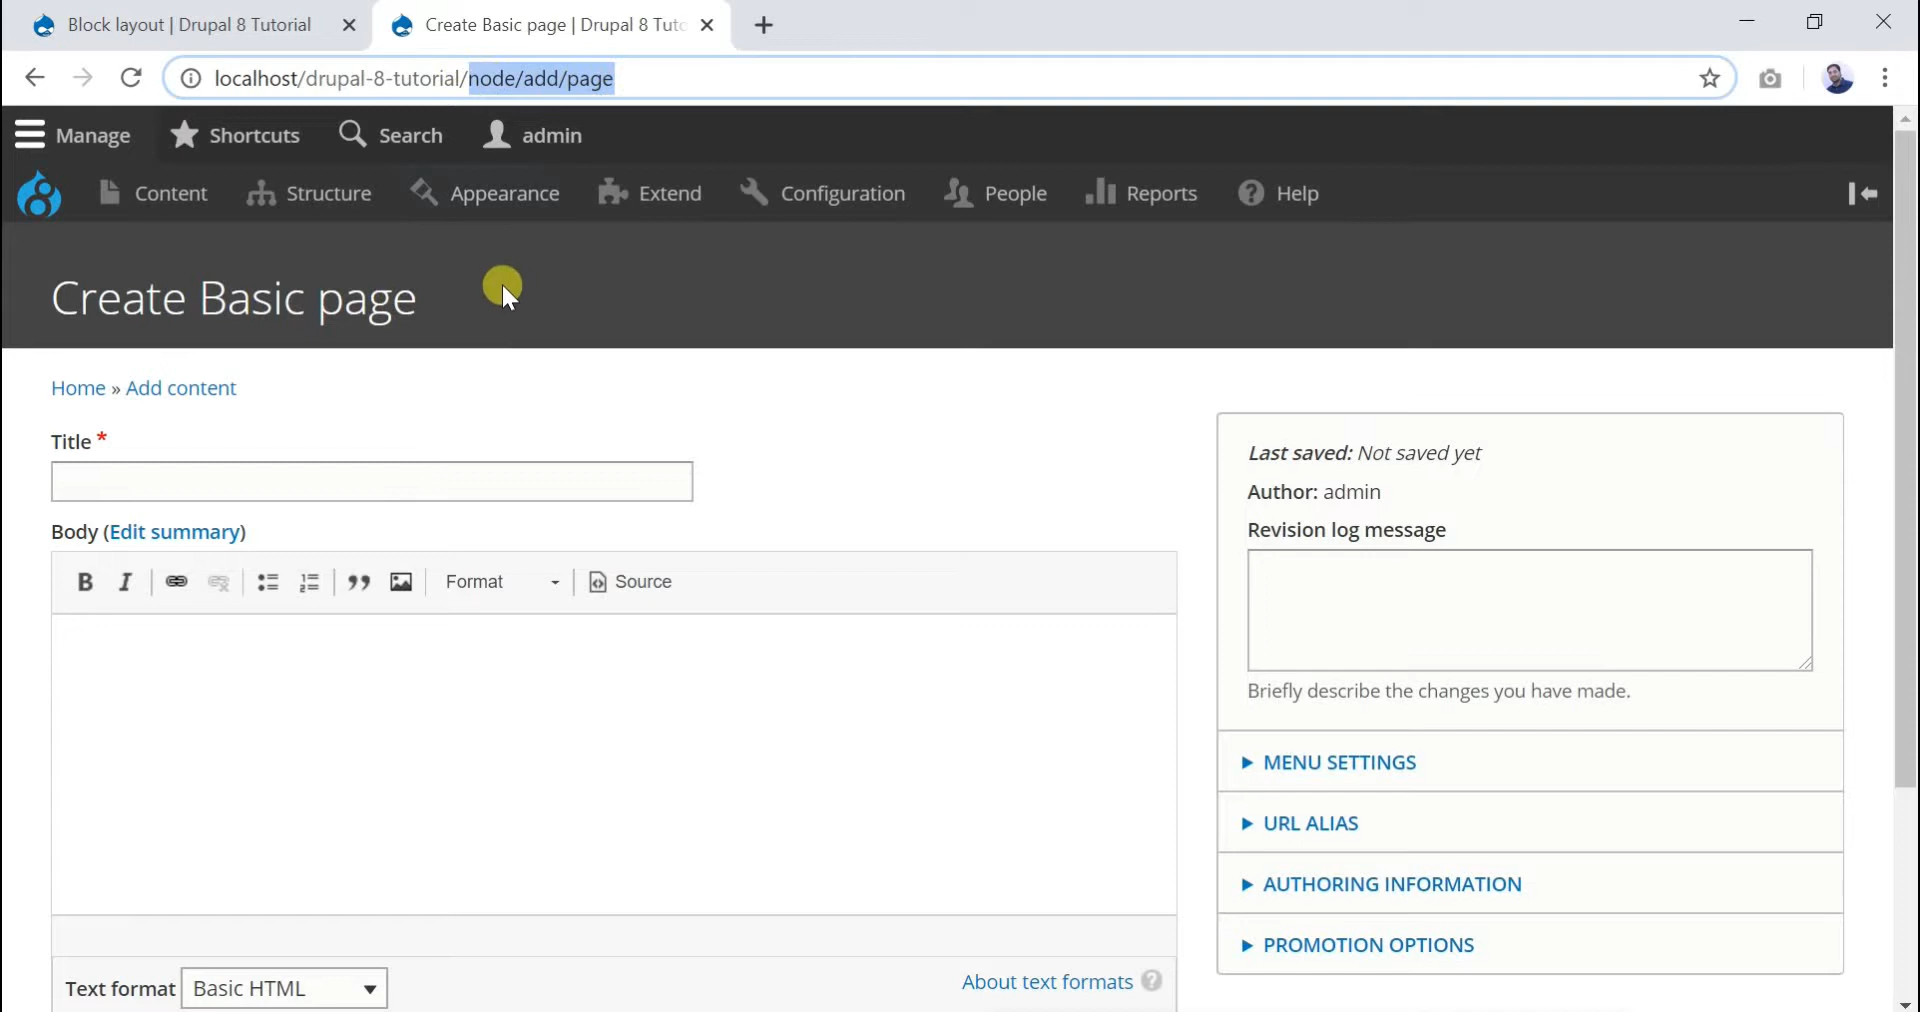 Block layout | Drupal 8 Tutorial
Create Basic page | Drupal 8 Tuto
localhost/drupal-8-tutorial/node/add/page
Manage Shortcuts Search admin
Content Structure Appearance Extend Configuration People Reports Help
Create Basic page
Home » Add content
Title *
Body (Edit summary)
B I Format Source
Text format Basic HTML
About text formats ?
Last saved: Not saved yet
Author: admin
Revision log message
Briefly describe the changes you have made.
MENU SETTINGS
URL ALIAS
AUTHORING INFORMATION
PROMOTION OPTIONS